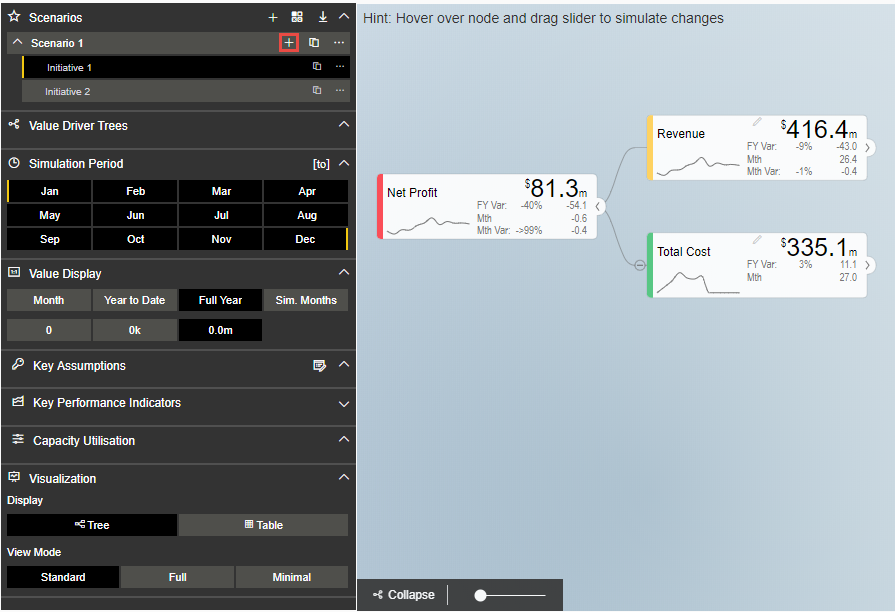 Scenarios
Scenario 1
Initiative 1
Initiative 2
Value Driver Trees
Simulation Period [to]
Jan Feb Mar Apr
May Jun Jul Aug
Sep Oct Nov Dec
Value Display
Month Year to Date Full Year Sim. Months
0 0k 0.0m
Key Assumptions
Key Performance Indicators
Capacity Utilisation
Visualization
Display
Tree Table
View Mode
Standard Full Minimal
Hint: Hover over node and drag slider to simulate changes
Net Profit $81.3m
FY Var: -40% -54.1
Mth -0.6
Mth Var: ->99% -0.4
Revenue $416.4m
FY Var: -9% -43.0
Mth 26.4
Mth Var: -1% -0.4
Total Cost $335.1m
FY Var: 3% 11.1
Mth 27.0
Collapse